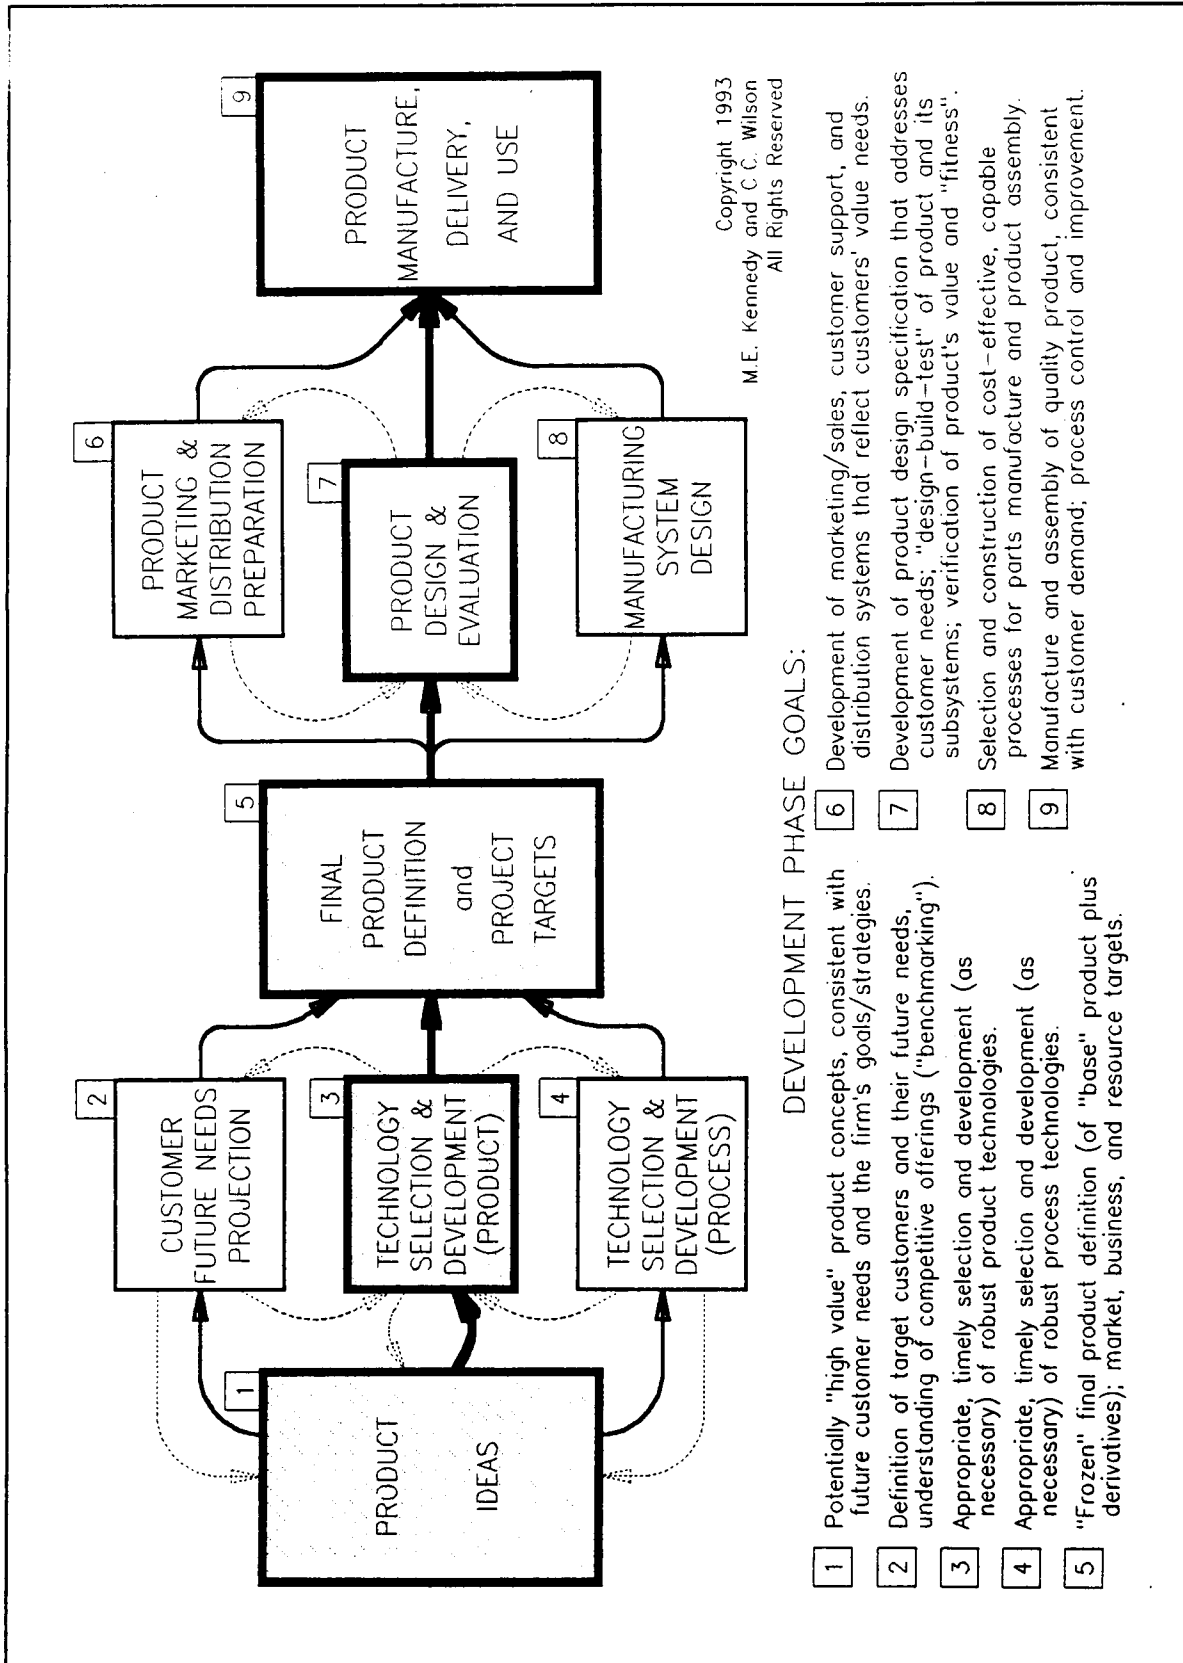 1
PRODUCT
IDEAS
2
CUSTOMER
FUTURE NEEDS
PROJECTION
3
TECHNOLOGY
SELECTION &
DEVELOPMENT
(PRODUCT)
4
TECHNOLOGY
SELECTION &
DEVELOPMENT
(PROCESS)
5
FINAL
PRODUCT
DEFINITION
and
PROJECT
TARGETS
6
PRODUCT
MARKETING &
DISTRIBUTION
PREPARATION
7
PRODUCT
DESIGN &
EVALUATION
8
MANUFACTURING
SYSTEM
DESIGN
9
PRODUCT
MANUFACTURE,
DELIVERY,
AND USE
Copyright 1993
M.E. Kennedy and C.C. Wilson
All Rights Reserved
DEVELOPMENT PHASE GOALS:
1 Potentially "high value" product concepts, consistent with
future customer needs and the firm's goals/strategies.
2 Definition of target customers and their future needs,
understanding of competitive offerings ("benchmarking").
3 Appropriate, timely selection and development (as
necessary) of robust product technologies.
4 Appropriate, timely selection and development (as
necessary) of robust process technologies.
5 "Frozen" final product definition (of "base" product plus
derivatives); market, business, and resource targets.
6 Development of marketing/sales, customer support, and
distribution systems that reflect customers' value needs.
7 Development of product design specification that addresses
customer needs; "design-build-test" of product and its
subsystems; verification of product's value and "fitness".
8 Selection and construction of cost-effective, capable
processes for parts manufacture and product assembly.
9 Manufacture and assembly of quality product, consistent
with customer demand; process control and improvement.